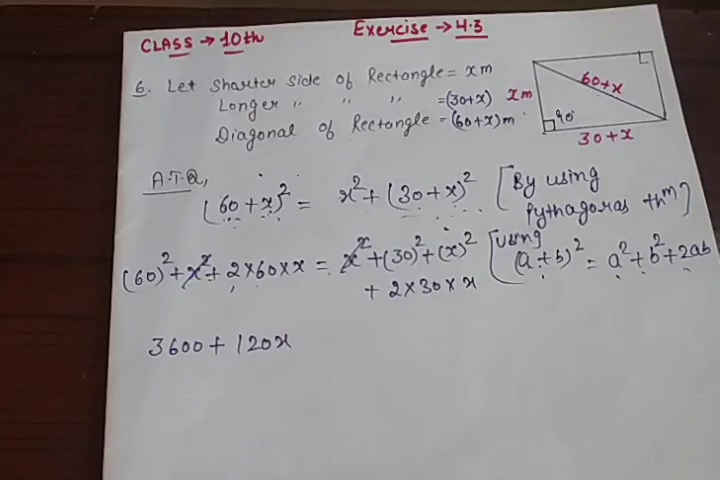 CLASS → 10th
Exercise → 4.3
6. Let Sharter side of Rectangle = x m
Longer " " " = (30+x)
Diagonal of Rectangle = (60+x) m
60+x
x m
90°
30+x
A.T.Q,
(60+x)² = x² + (30+x)² [By using
Pythagoras thm]
(60)² + x² + 2×60×x = x² + (30)² + (x)² [using
+ 2×30×x
(a+b)² = a² + b² + 2ab
3600 + 120x